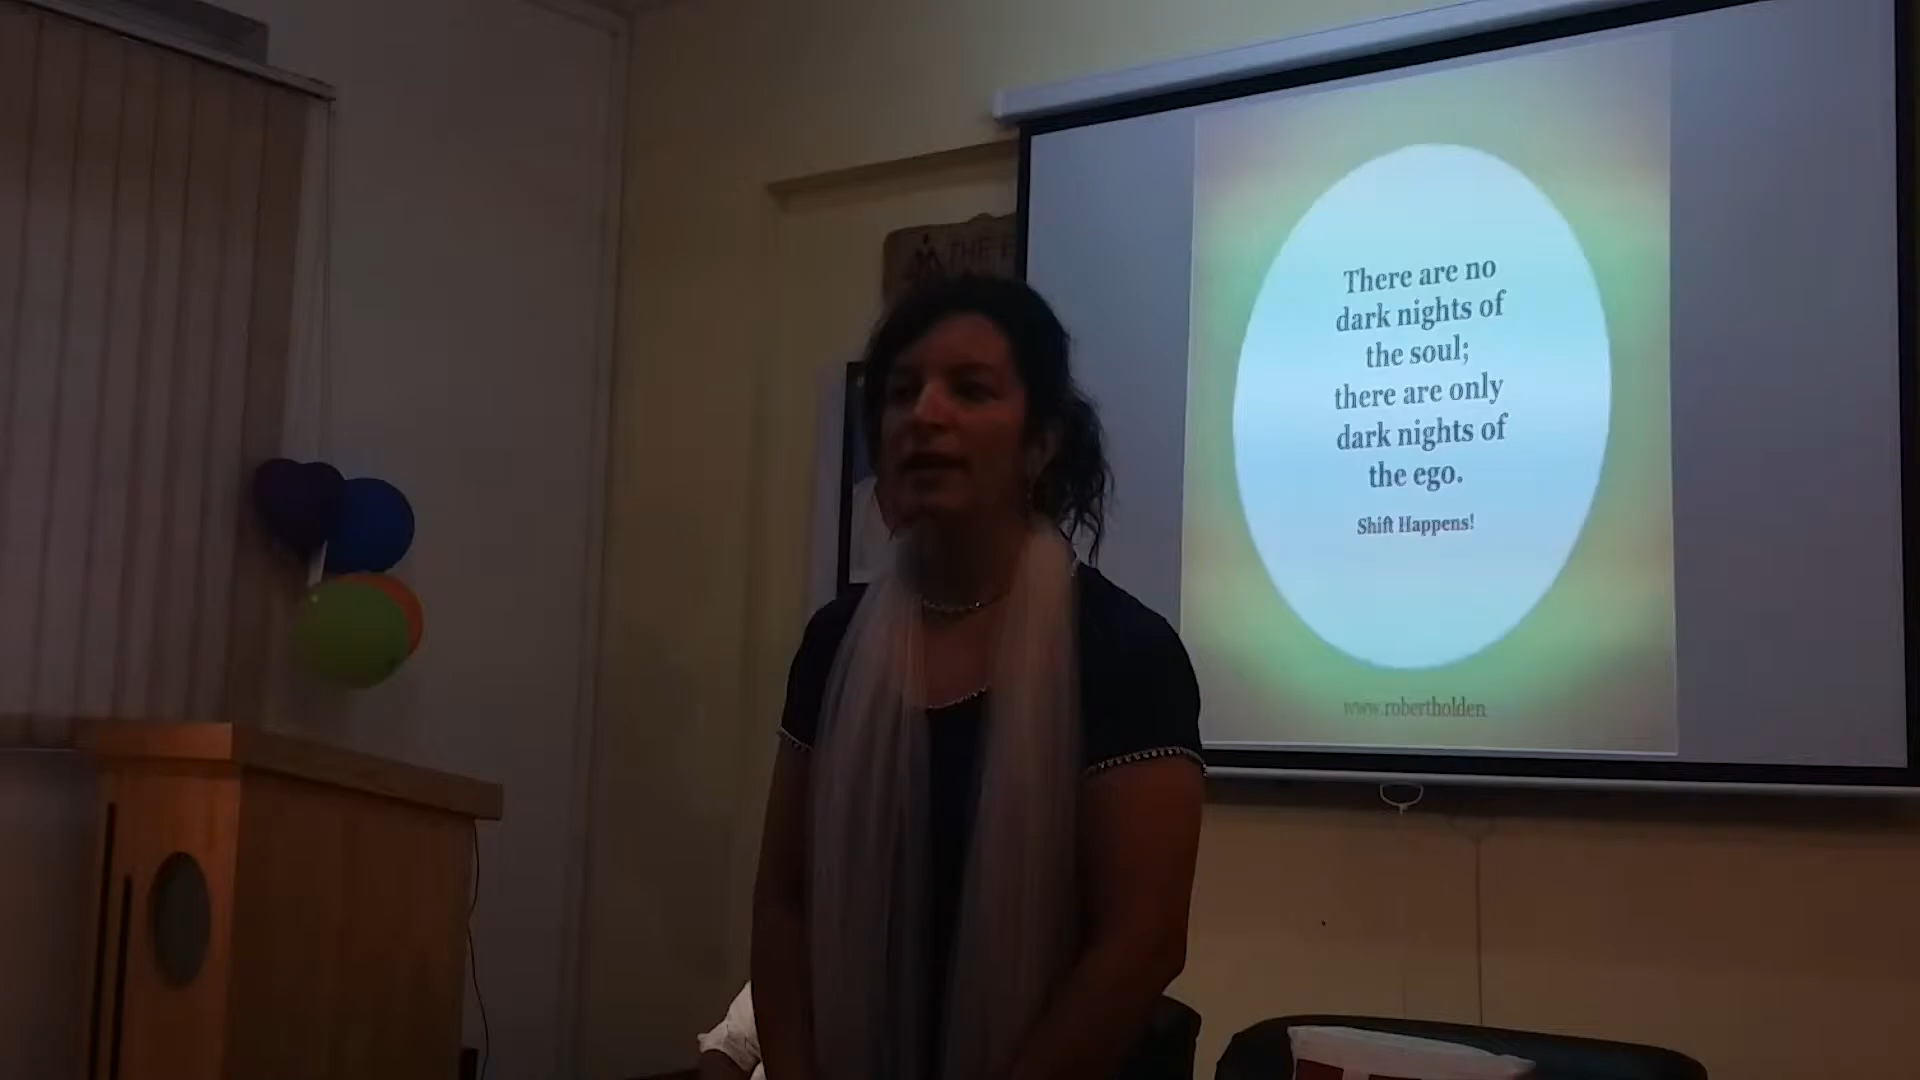 THE
There are no
dark nights of
the soul;
there are only
dark nights of
the ego.
Shift Happens!
www.robertholden